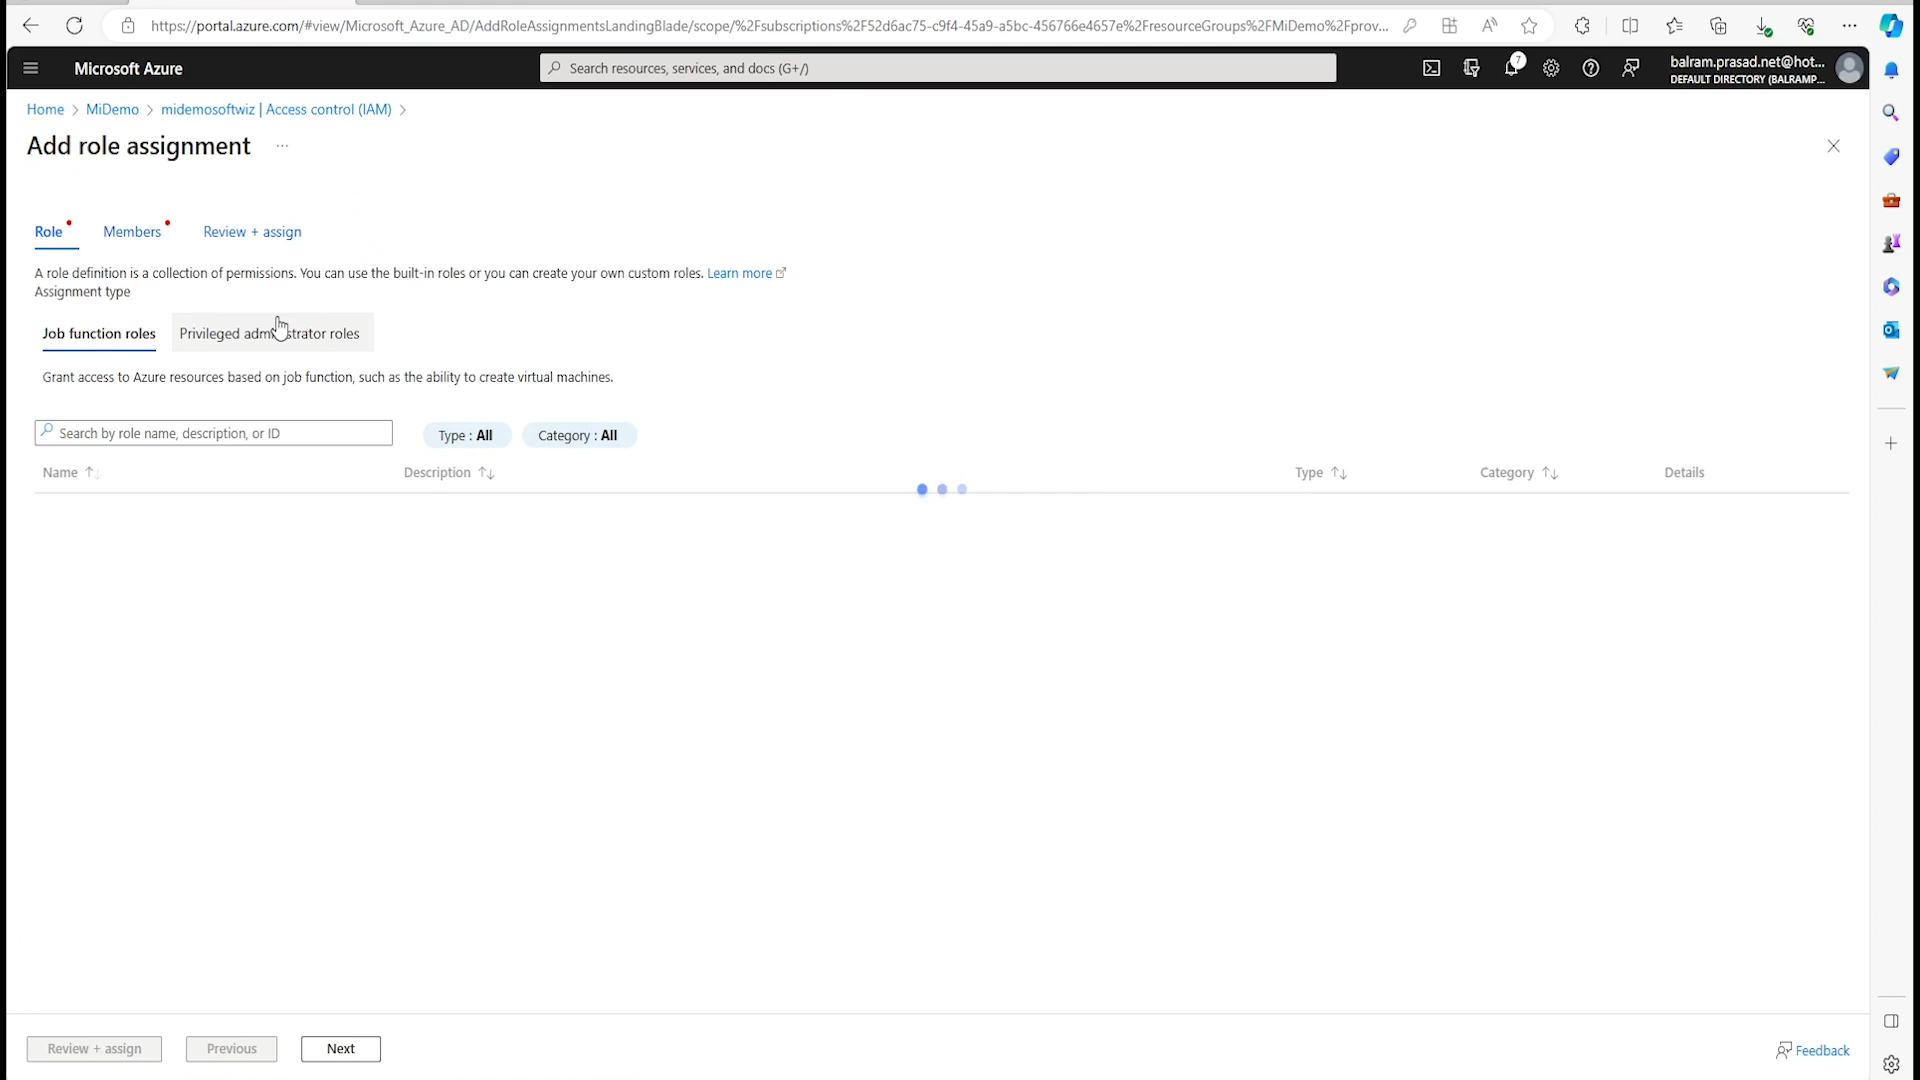 https://portal.azure.com/#view/Microsoft_Azure_AD/AddRoleAssignmentsLandingBlade/scope/%2Fsubscriptions%2F52d6ac75-c9f4-45a9-a5bc-456766e4657e%2FresourceGroups%2FMiDemo%2Fprov...
Microsoft Azure
Search resources, services, and docs (G+/)
7
balram.prasad.net@hot...
DEFAULT DIRECTORY (BALRAMP...
Home > MiDemo > midemosoftwiz | Access control (IAM) >
Add role assignment ...
Role Members Review + assign
A role definition is a collection of permissions. You can use the built-in roles or you can create your own custom roles. Learn more
Assignment type
Job function roles Privileged administrator roles
Grant access to Azure resources based on job function, such as the ability to create virtual machines.
Search by role name, description, or ID Type : All Category : All
Name Description Type Category Details
Review + assign Previous Next Feedback